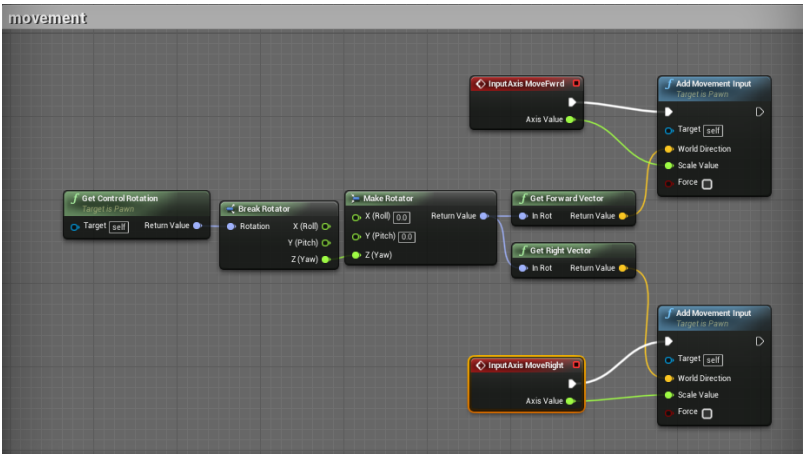 movement
InputAxis MoveFwrd
Axis Value
Add Movement Input
Target is Pawn
Target self
World Direction
Scale Value
Force
Get Control Rotation
Target is Pawn
Target self Return Value
Break Rotator
Rotation X (Roll)
Y (Pitch)
Z (Yaw)
Make Rotator
X (Roll) 0.0 Return Value
Y (Pitch) 0.0
Z (Yaw)
Get Forward Vector
In Rot Return Value
Get Right Vector
In Rot Return Value
InputAxis MoveRight
Axis Value
Add Movement Input
Target is Pawn
Target self
World Direction
Scale Value
Force